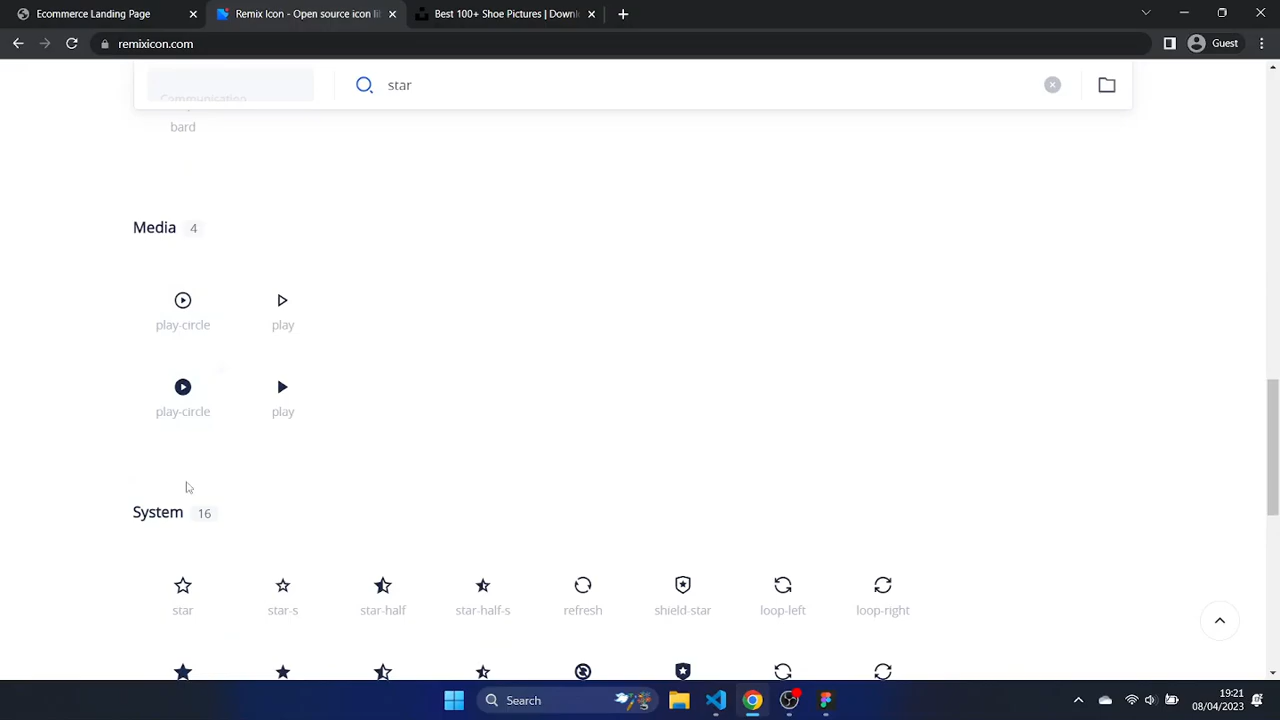 Ecommerce Landing Page
Remix Icon - Open source icon lil
Best 100+ Shoe Pictures | Downl
remixicon.com
Guest
star
Communisation
bard
Media 4
play-circle play
play-circle play
System 16
star star-s star-half star-half-s refresh shield-star loop-left loop-right
Search
19:21
08/04/2023